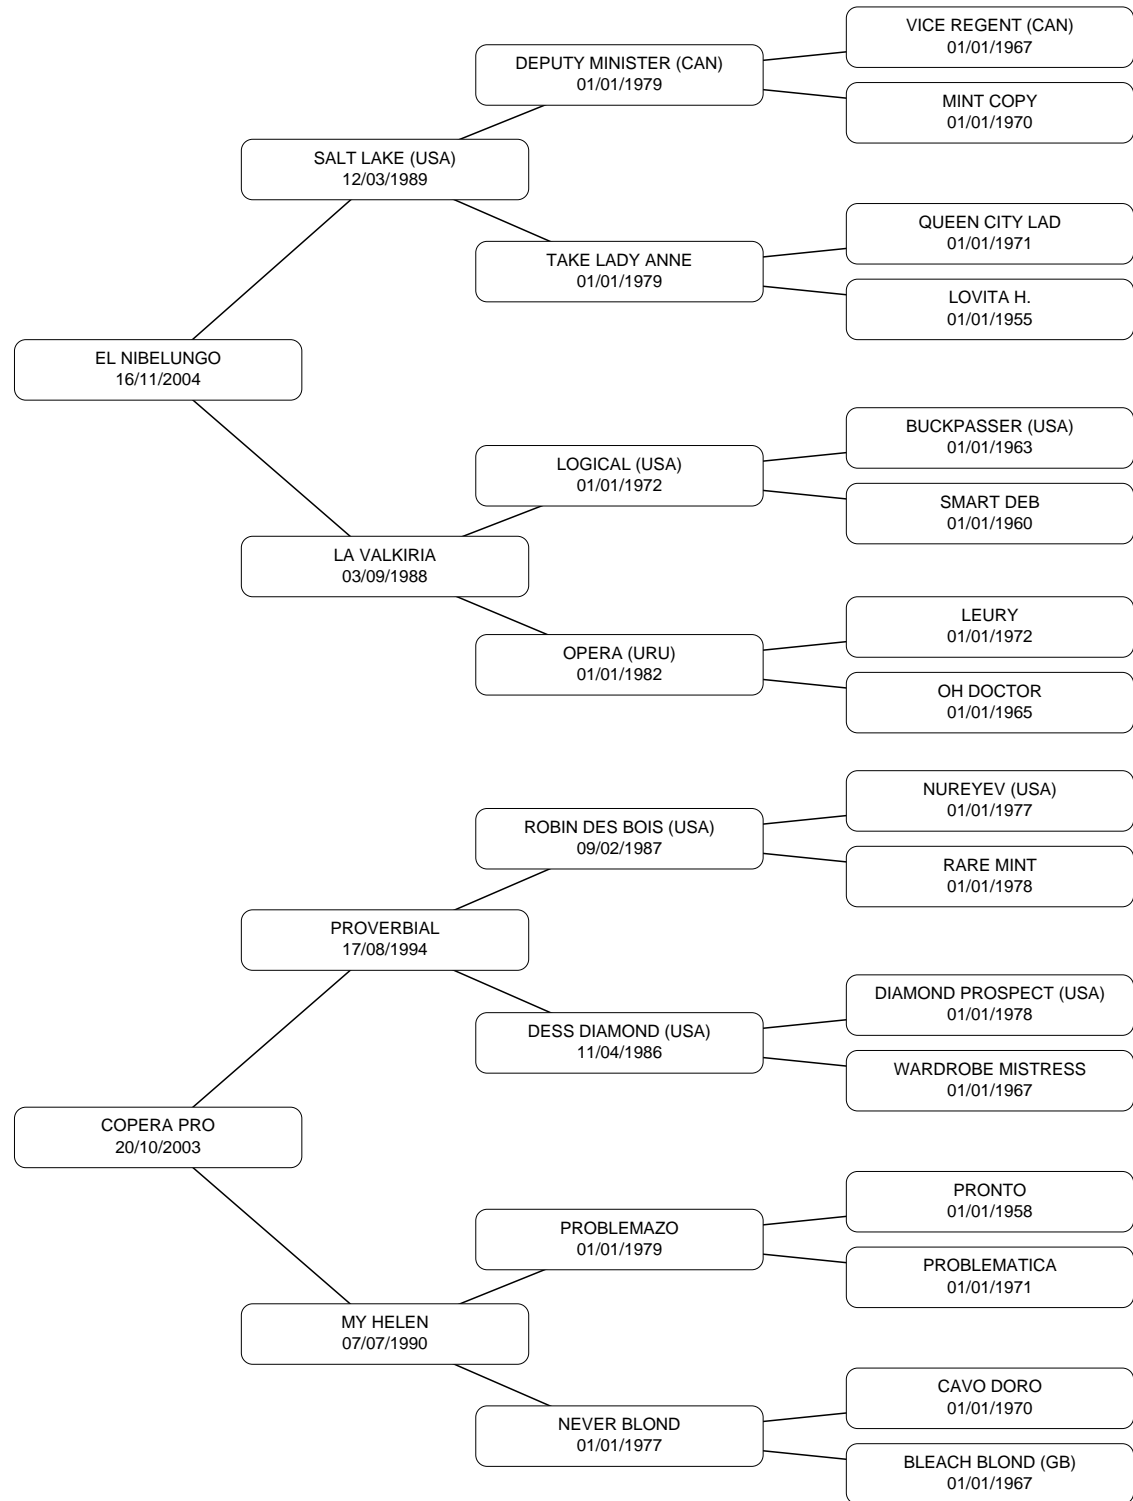 VICE REGENT (CAN)
01/01/1967
DEPUTY MINISTER (CAN)
01/01/1979
MINT COPY
01/01/1970
SALT LAKE (USA)
12/03/1989
QUEEN CITY LAD
01/01/1971
TAKE LADY ANNE
01/01/1979
LOVITA H.
01/01/1955
EL NIBELUNGO
16/11/2004
BUCKPASSER (USA)
01/01/1963
LOGICAL (USA)
01/01/1972
SMART DEB
01/01/1960
LA VALKIRIA
03/09/1988
LEURY
01/01/1972
OPERA (URU)
01/01/1982
OH DOCTOR
01/01/1965
NUREYEV (USA)
01/01/1977
ROBIN DES BOIS (USA)
09/02/1987
RARE MINT
01/01/1978
PROVERBIAL
17/08/1994
DIAMOND PROSPECT (USA)
01/01/1978
DESS DIAMOND (USA)
11/04/1986
WARDROBE MISTRESS
01/01/1967
COPERA PRO
20/10/2003
PRONTO
01/01/1958
PROBLEMAZO
01/01/1979
PROBLEMATICA
01/01/1971
MY HELEN
07/07/1990
CAVO DORO
01/01/1970
NEVER BLOND
01/01/1977
BLEACH BLOND (GB)
01/01/1967